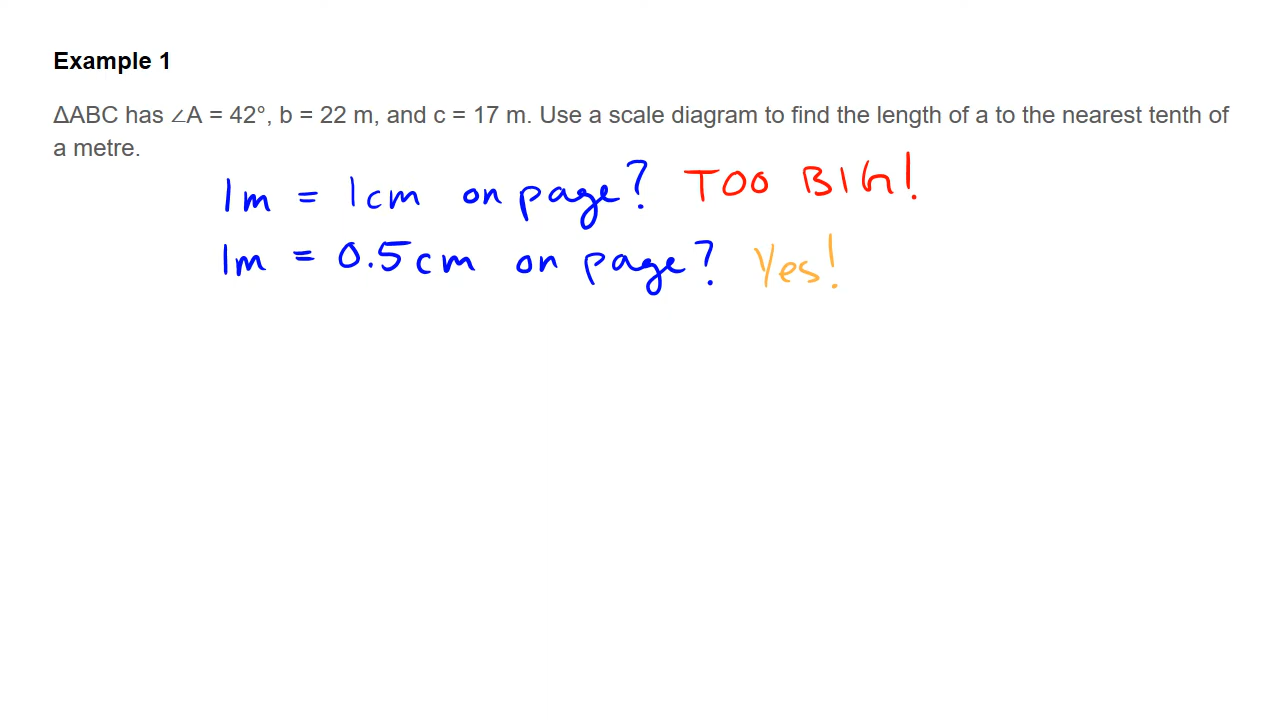 Example 1
ΔABC has ∠A = 42°, b = 22 m, and c = 17 m. Use a scale diagram to find the length of a to the nearest tenth of
a metre.
1m = 1cm on page? TOO BIG!
1m = 0.5cm on page? Yes!